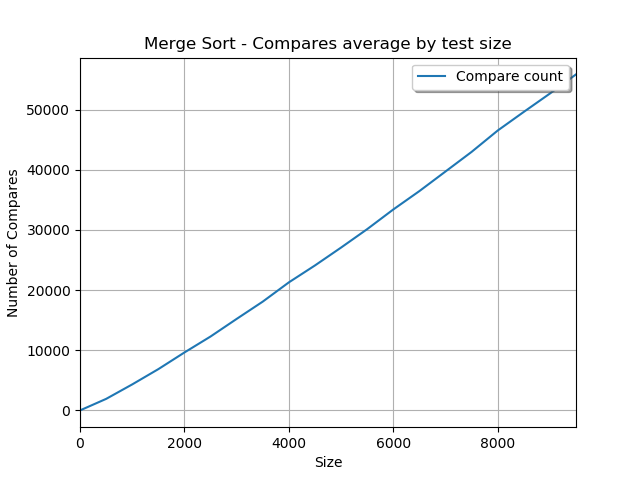 Merge Sort - Compares average by test size
Compare count
Number of Compares
50000
40000
30000
20000
10000
0
0 2000 4000 6000 8000
Size